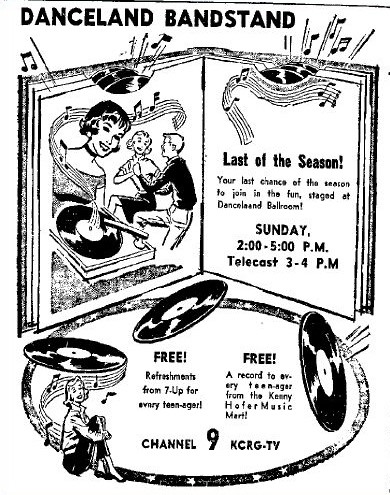 DANCELAND BANDSTAND
Last of the Season!
Your last chance of the season
to join in the fun, staged at
Danceland Ballroom!
SUNDAY,
2:00-5:00 P.M.
Telecast 3-4 P.M
FREE!
Refreshments
from 7-Up for
every teen-ager!
FREE!
A record to ev-
ery teen-ager
from the Kenny
Hofer Music
Mart!
CHANNEL 9 KCRG-TV